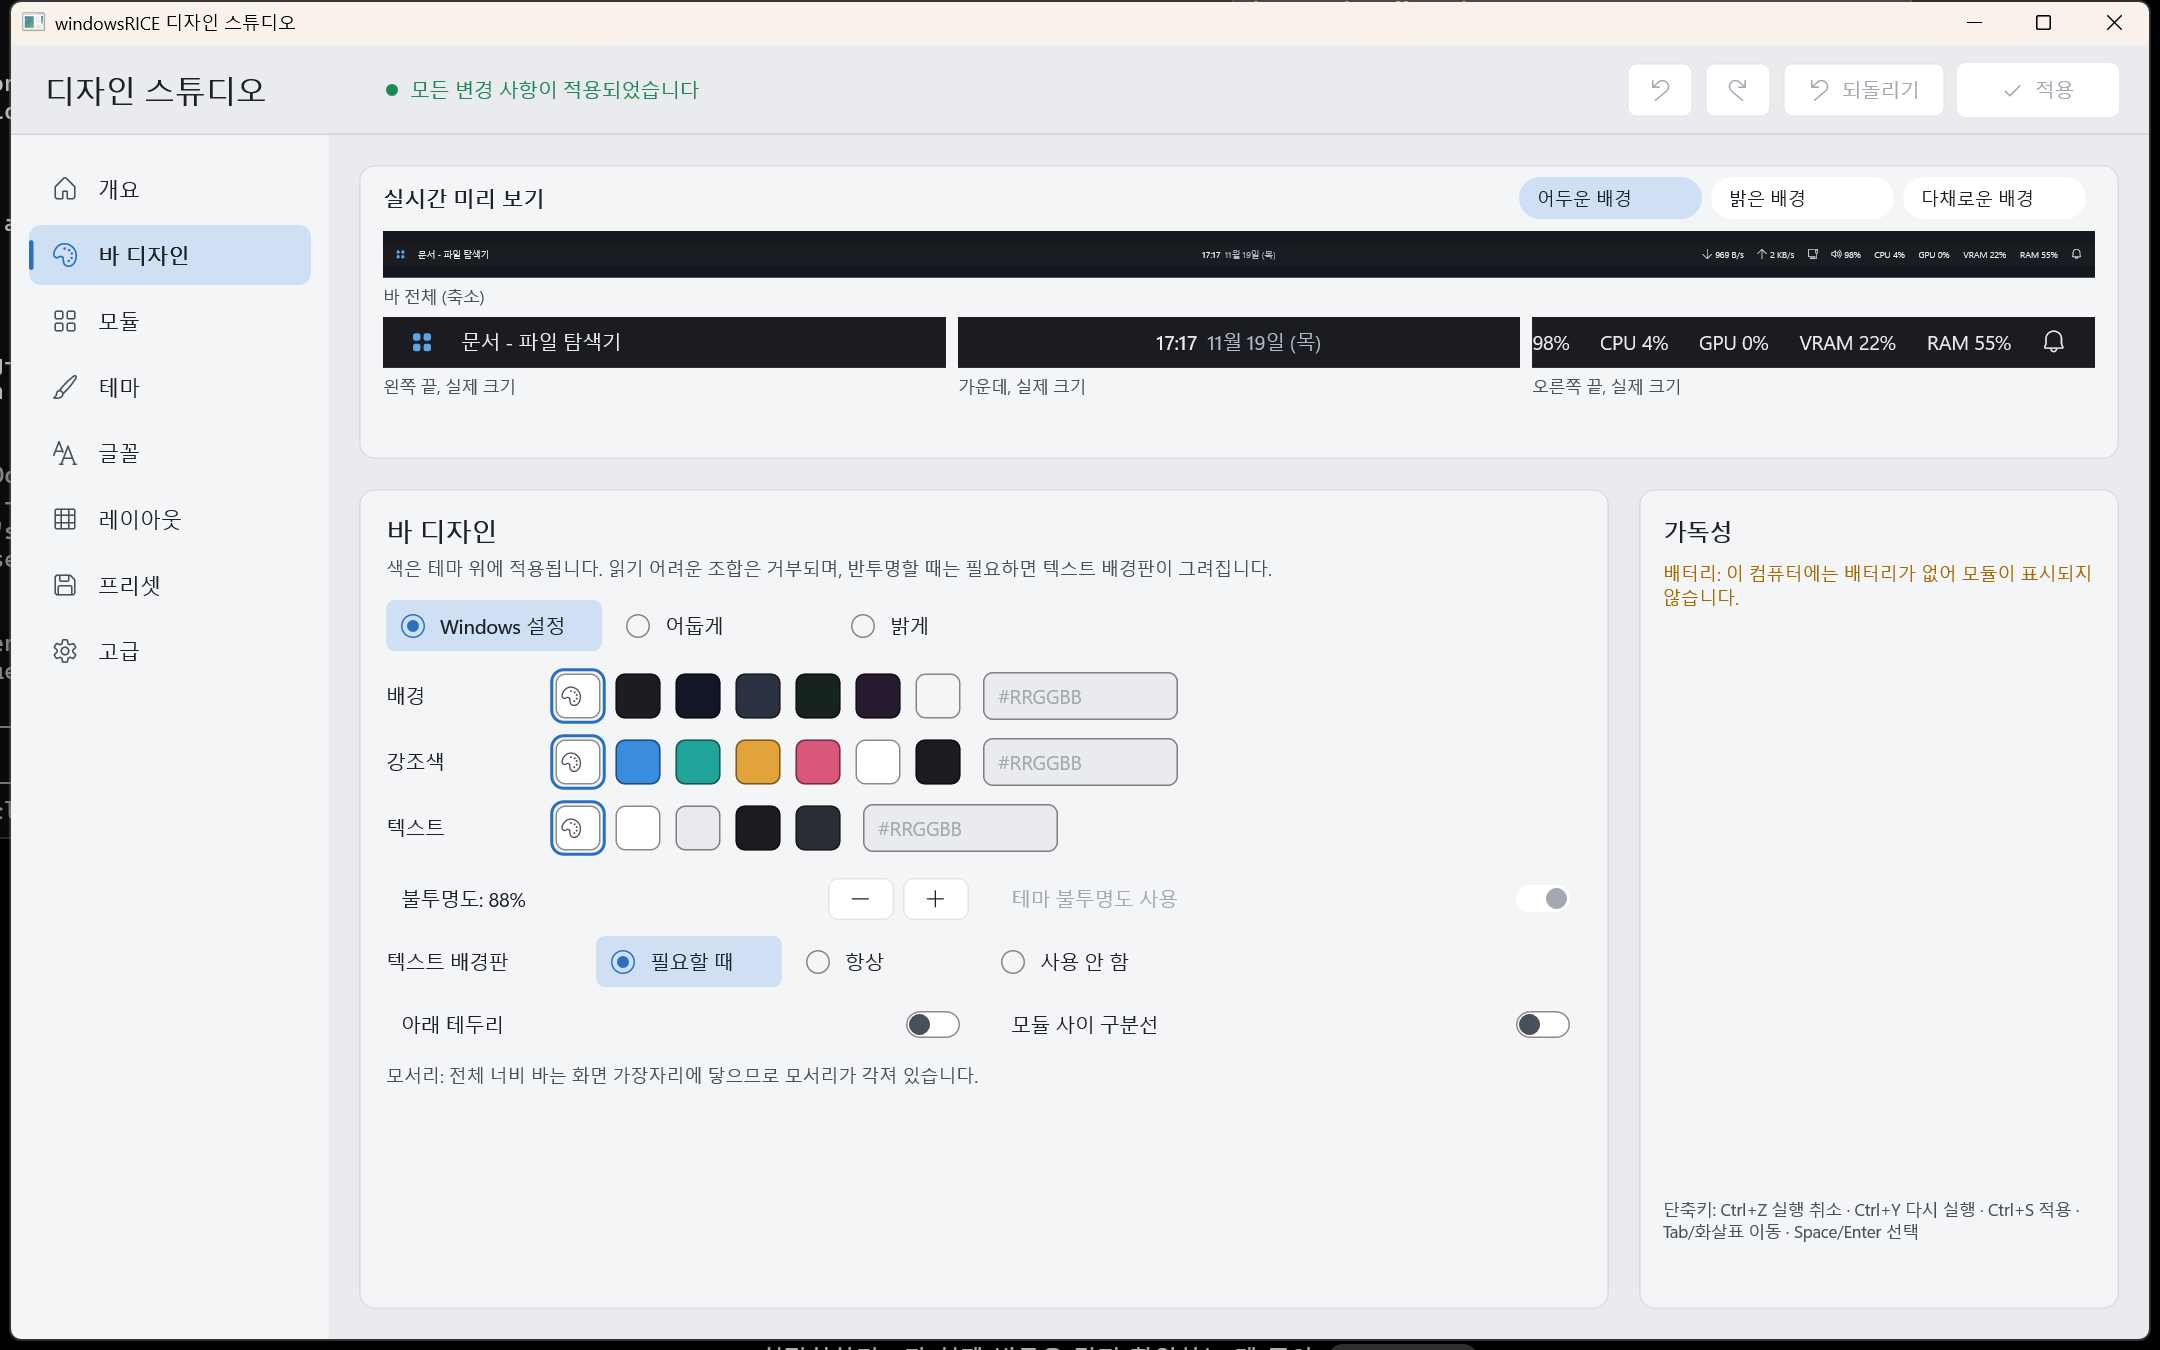 windowsRICE 디자인 스튜디오
디자인 스튜디오
모든 변경 사항이 적용되었습니다
되돌리기
적용
개요
바 디자인
모듈
테마
글꼴
레이아웃
프리셋
고급
실시간 미리 보기
어두운 배경
밝은 배경
다채로운 배경
문서 - 파일 탐색기
17:17 11월 19일 (목)
969 B/s 2 KB/s 98% CPU 4% GPU 0% VRAM 22% RAM 55%
바 전체 (축소)
문서 - 파일 탐색기
17:17 11월 19일 (목)
98% CPU 4% GPU 0% VRAM 22% RAM 55%
왼쪽 끝, 실제 크기
가운데, 실제 크기
오른쪽 끝, 실제 크기
바 디자인
색은 테마 위에 적용됩니다. 읽기 어려운 조합은 거부되며, 반투명할 때는 필요하면 텍스트 배경판이 그려집니다.
Windows 설정
어둡게
밝게
배경
#RRGGBB
강조색
#RRGGBB
텍스트
#RRGGBB
불투명도: 88%
테마 불투명도 사용
텍스트 배경판
필요할 때
항상
사용 안 함
아래 테두리
모듈 사이 구분선
모서리: 전체 너비 바는 화면 가장자리에 닿으므로 모서리가 각져 있습니다.
가독성
배터리: 이 컴퓨터에는 배터리가 없어 모듈이 표시되지
않습니다.
단축키: Ctrl+Z 실행 취소 · Ctrl+Y 다시 실행 · Ctrl+S 적용 ·
Tab/화살표 이동 · Space/Enter 선택